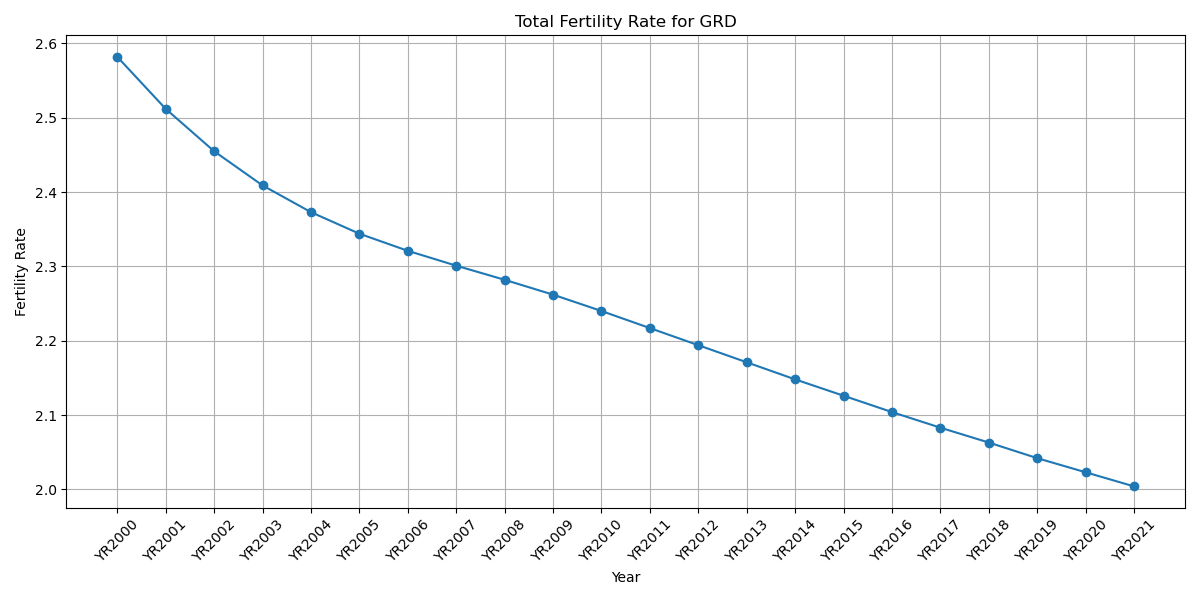 Total Fertility Rate for GRD
Fertility Rate
2.6
2.5
2.4
2.3
2.2
2.1
2.0
YR2000
YR2001
YR2002
YR2003
YR2004
YR2005
YR2006
YR2007
YR2008
YR2009
YR2010
YR2011
YR2012
YR2013
YR2014
YR2015
YR2016
YR2017
YR2018
YR2019
YR2020
YR2021
Year